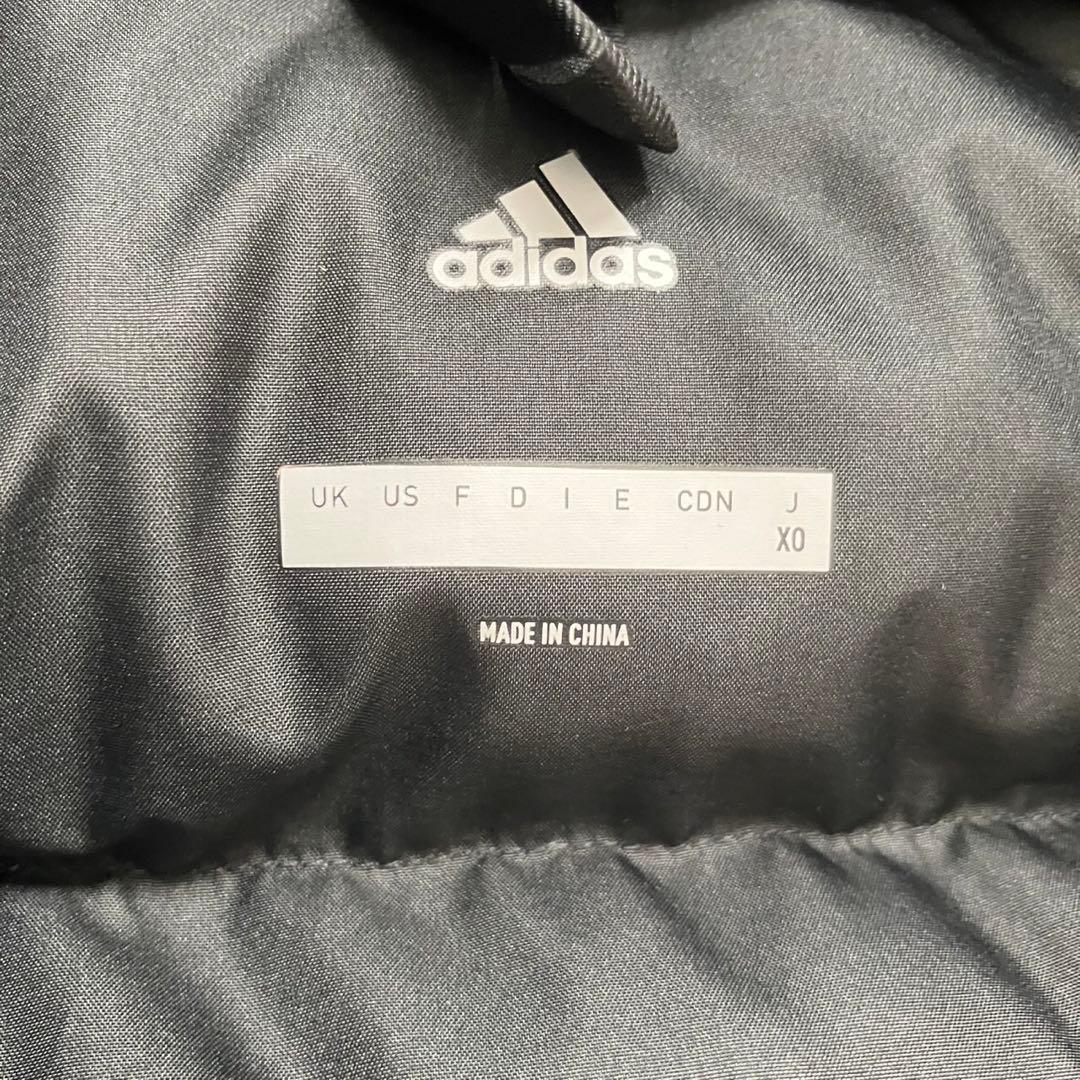 adidas
UK US F D I E CDN J
XO
MADE IN CHINA